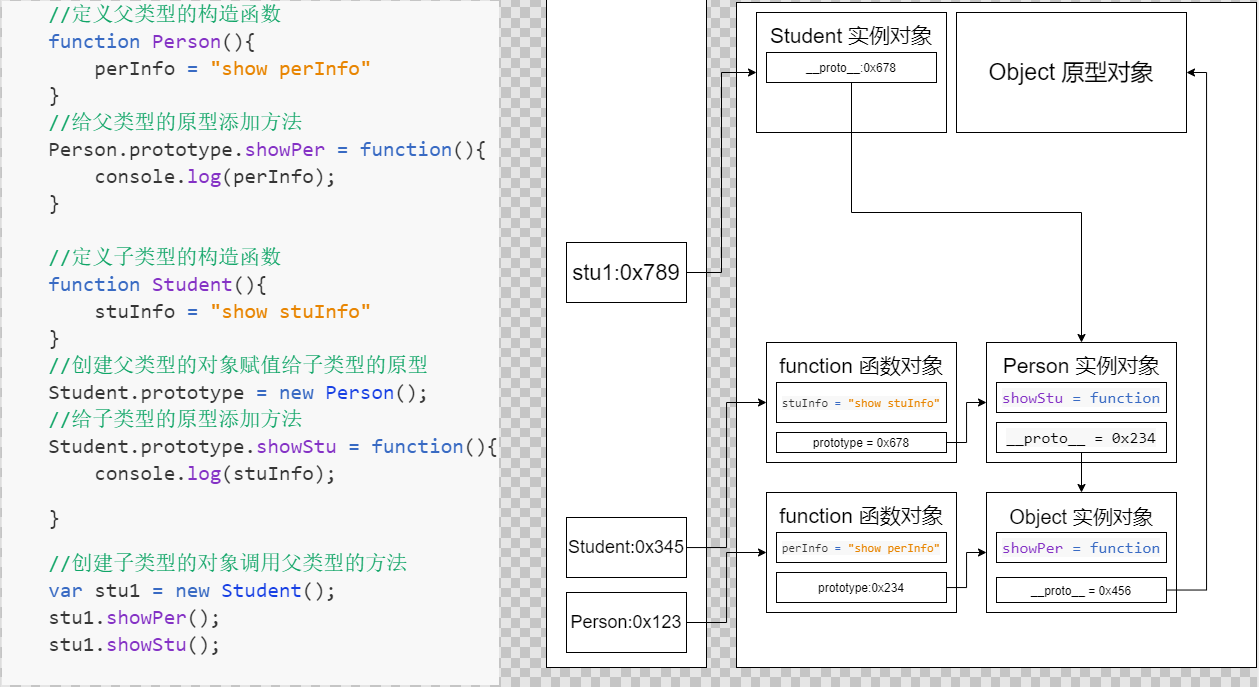 //定义父类型的构造函数
function Person(){
    perInfo = "show perInfo"
}
//给父类型的原型添加方法
Person.prototype.showPer = function(){
    console.log(perInfo);
}
//定义子类型的构造函数
function Student(){
    stuInfo = "show stuInfo"
}
//创建父类型的对象赋值给子类型的原型
Student.prototype = new Person();
//给子类型的原型添加方法
Student.prototype.showStu = function(){
    console.log(stuInfo);
}
//创建子类型的对象调用父类型的方法
var stu1 = new Student();
stu1.showPer();
stu1.showStu();
stu1:0x789
Student:0x345
Person:0x123
Student 实例对象
__proto__:0x678
Object 原型对象
function 函数对象
stuInfo = "show stuInfo"
prototype = 0x678
Person 实例对象
showStu = function
__proto__ = 0x234
function 函数对象
perInfo = "show perInfo"
prototype:0x234
Object 实例对象
showPer = function
__proto__ = 0x456